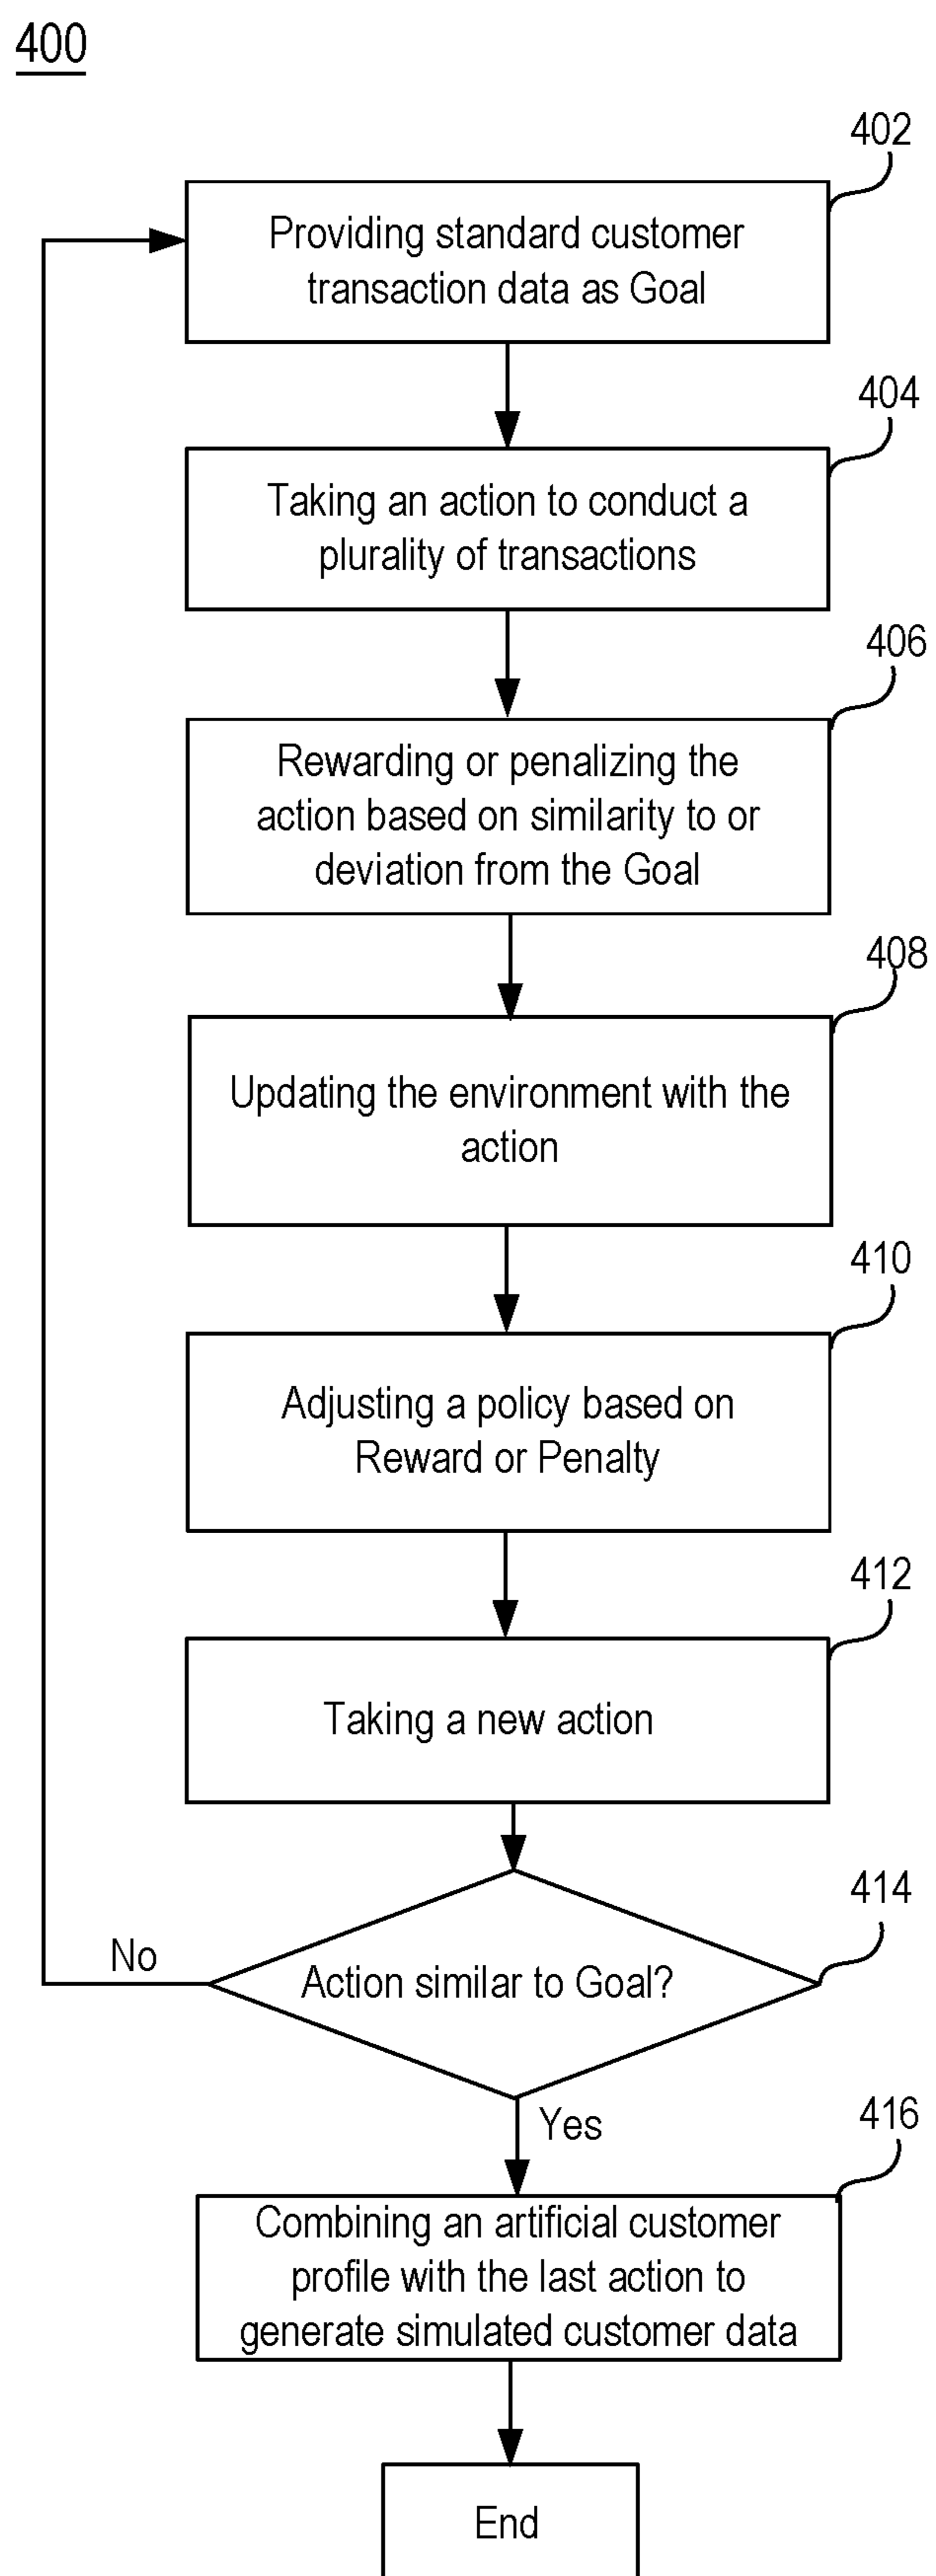 400
402
Providing standard customer
transaction data as Goal
404
Taking an action to conduct a
plurality of transactions
406
Rewarding or penalizing the
action based on similarity to or
deviation from the Goal
408
Updating the environment with the
action
410
Adjusting a policy based on
Reward or Penalty
412
Taking a new action
414
No
Action similar to Goal?
Yes
416
Combining an artificial customer
profile with the last action to
generate simulated customer data
End